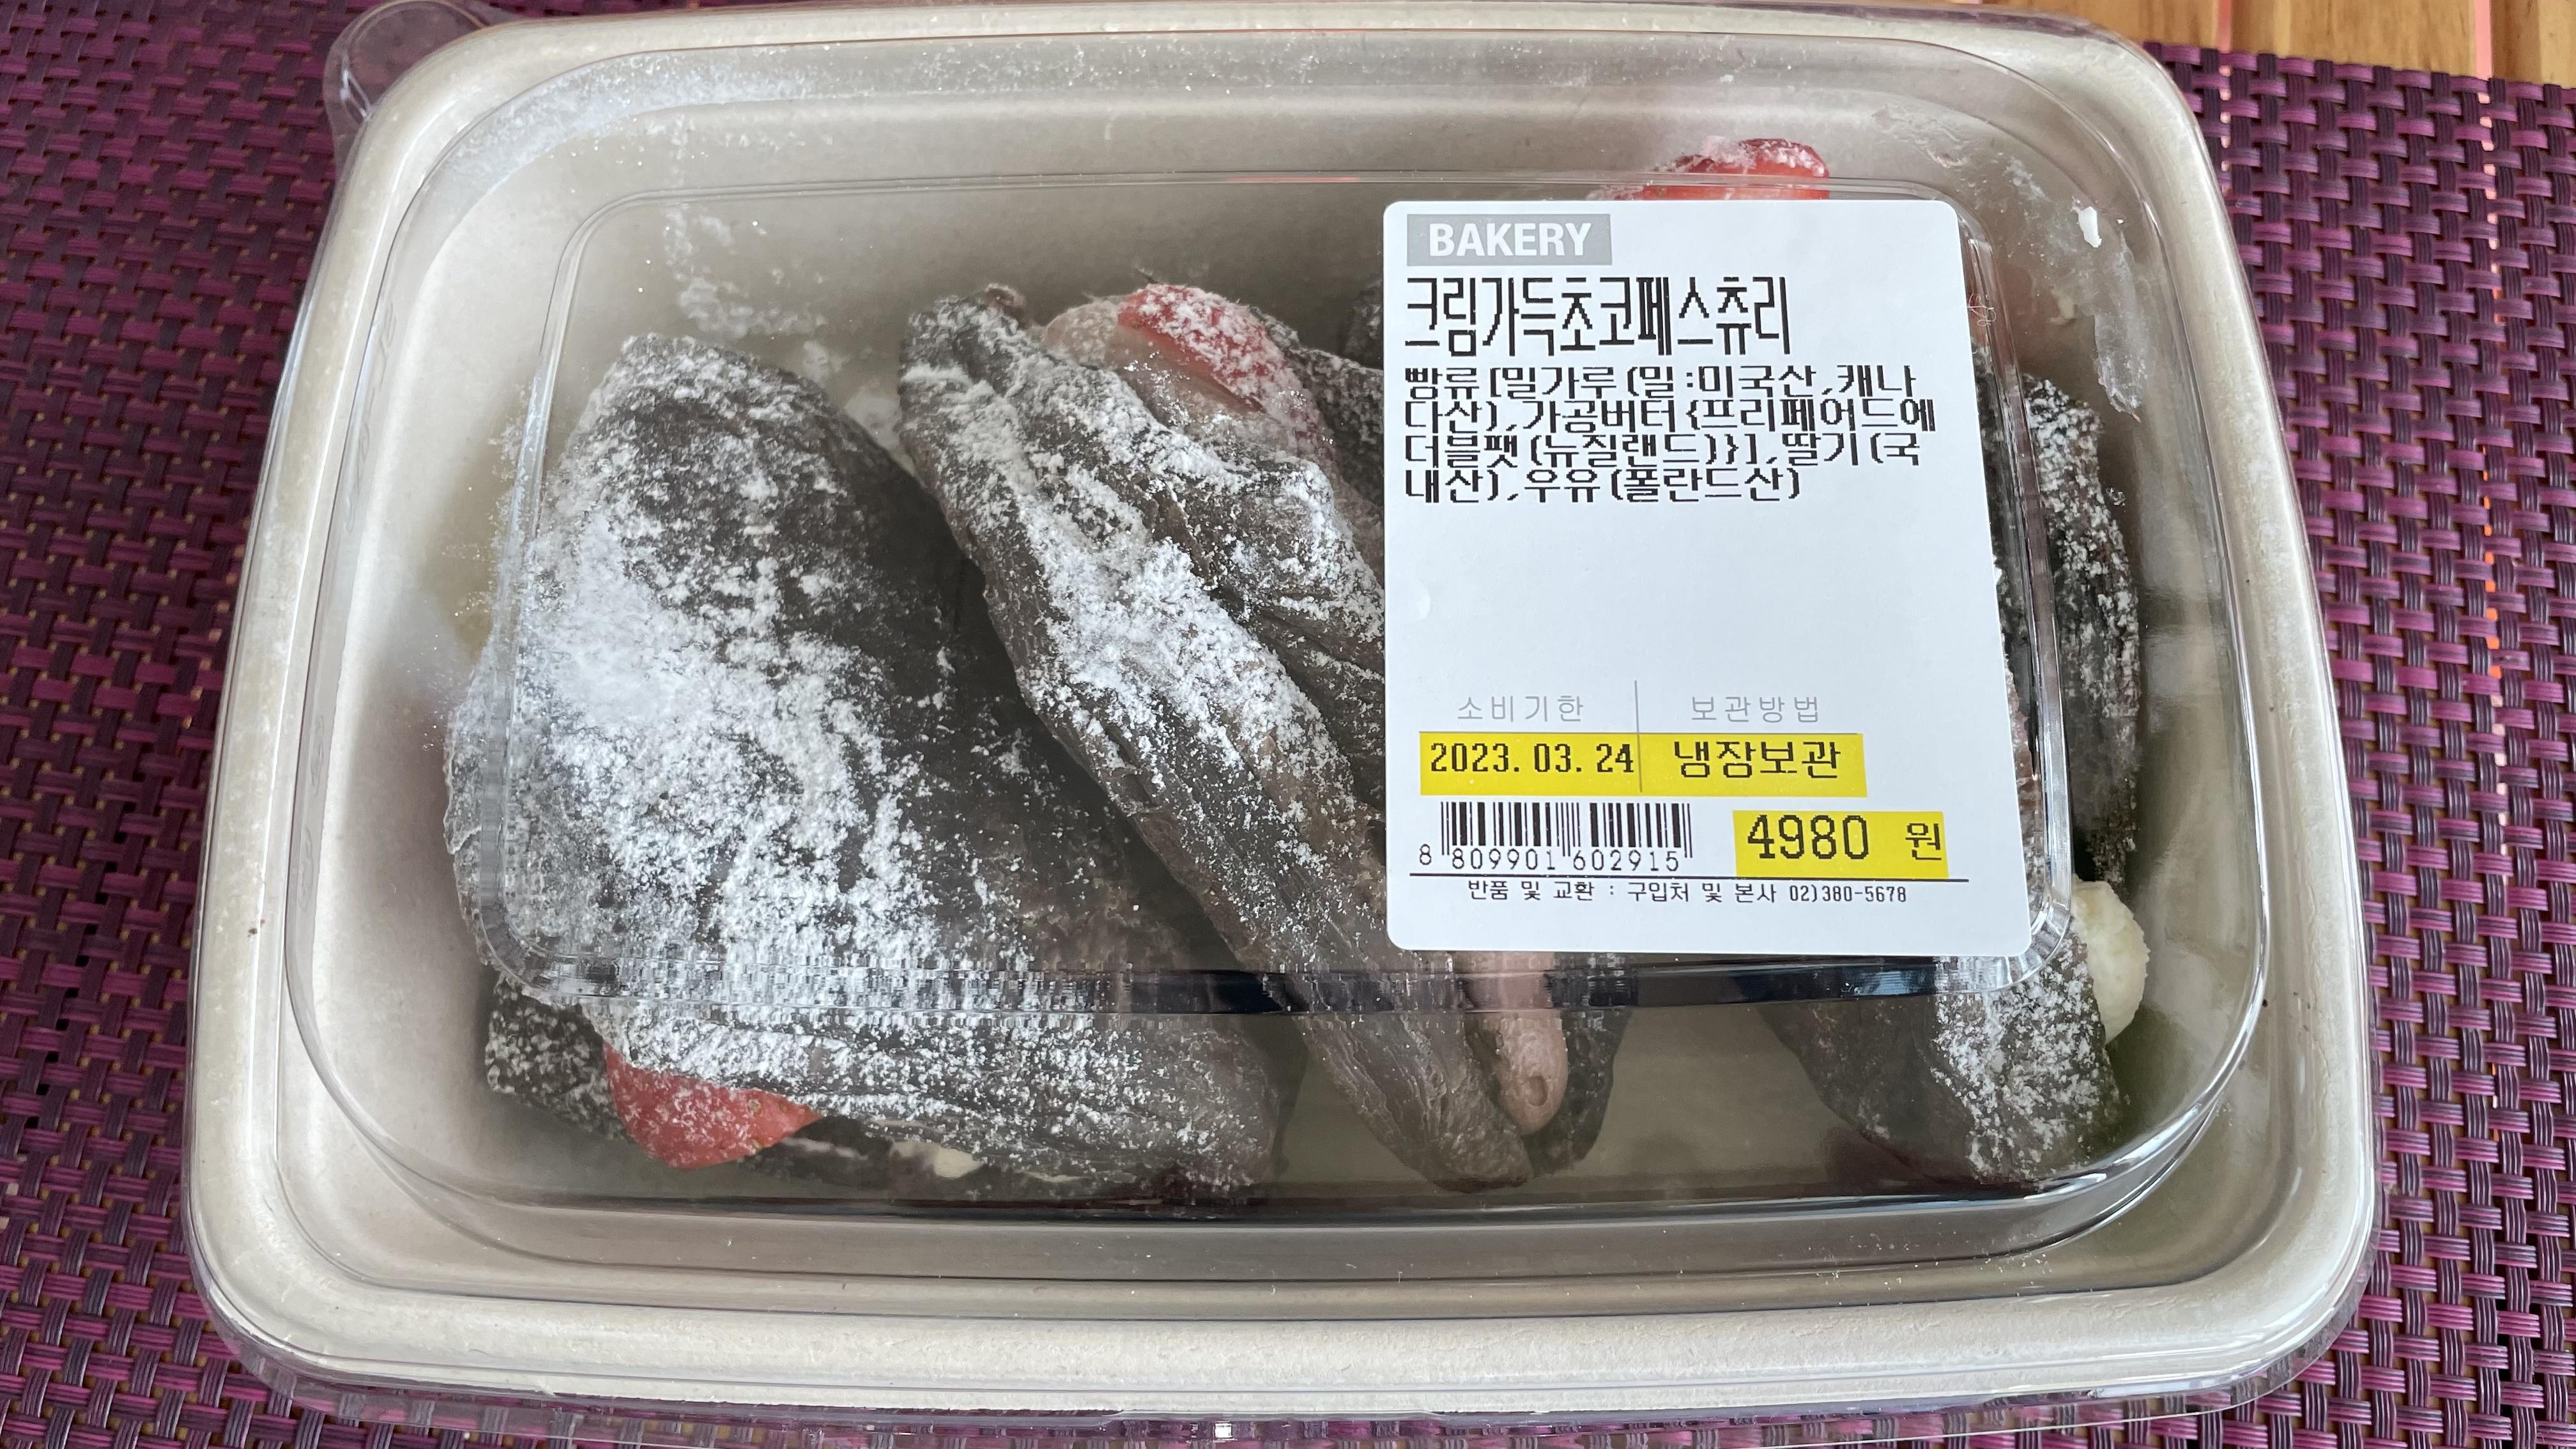 BAKERY
크림가득초코페스츄리
빵류[밀가루(밀:미국산,캐나
다산),가공버터{프리페어드에
더블팻(뉴질랜드)}],딸기(국
내산),우유(폴란드산)
소비기한 보관방법
2023.03.24 냉장보관
4980 원
8 809901 602915
반품 및 교환 : 구입처 및 본사 02)380-5678